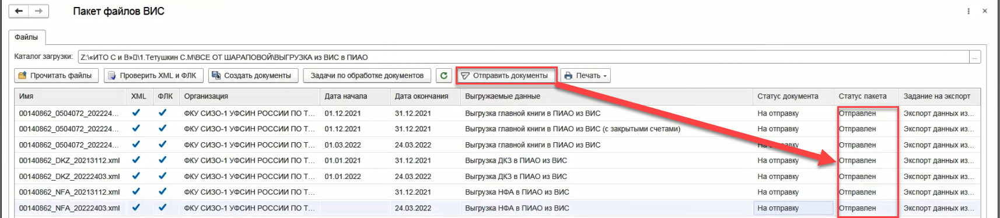 Пакет файлов ВИС
Файлы
Каталог загрузки: Z:\«ИТО С и В»▯\1.Тетушкин С.М\ВСЕ ОТ ШАРАПОВОЙ\ВЫГРУЗКА из ВИС в ПИАО ...
Прочитать файлы Проверить XML и ФЛК Создать документы Задачи по обработке документов Отправить документы Печать
Имя XML ФЛК Организация Дата начала Дата окончания Выгружаемые данные Статус документа Статус пакета Задание на экспорт
00140862_0504072_202224... ФКУ СИЗО-1 УФСИН РОССИИ ПО Т... 01.12.2021 31.12.2021 Выгрузка главной книги в ПИАО из ВИС На отправку Отправлен Экспорт данных из...
00140862_0504072_202224... ФКУ СИЗО-1 УФСИН РОССИИ ПО Т... 01.12.2021 31.12.2021 Выгрузка главной книги в ПИАО из ВИС (с закрытыми счетами) На отправку Отправлен Экспорт данных из...
00140862_0504072_202224... ФКУ СИЗО-1 УФСИН РОССИИ ПО Т... 01.03.2022 24.03.2022 Выгрузка главной книги в ПИАО из ВИС На отправку Отправлен Экспорт данных из...
00140862_DKZ_20213112.xml ФКУ СИЗО-1 УФСИН РОССИИ ПО Т... 01.01.2021 31.12.2021 Выгрузка ДКЗ в ПИАО из ВИС На отправку Отправлен Экспорт данных из...
00140862_DKZ_20222403.xml ФКУ СИЗО-1 УФСИН РОССИИ ПО Т... 01.01.2022 24.03.2022 Выгрузка ДКЗ в ПИАО из ВИС На отправку Отправлен Экспорт данных из...
00140862_NFA_20213112.xml ФКУ СИЗО-1 УФСИН РОССИИ ПО Т... 31.12.2021 Выгрузка НФА в ПИАО из ВИС На отправку Отправлен Экспорт данных из...
00140862_NFA_20222403.xml ФКУ СИЗО-1 УФСИН РОССИИ ПО Т... 24.03.2022 Выгрузка НФА в ПИАО из ВИС На отправку Отправлен Экспорт данных из...